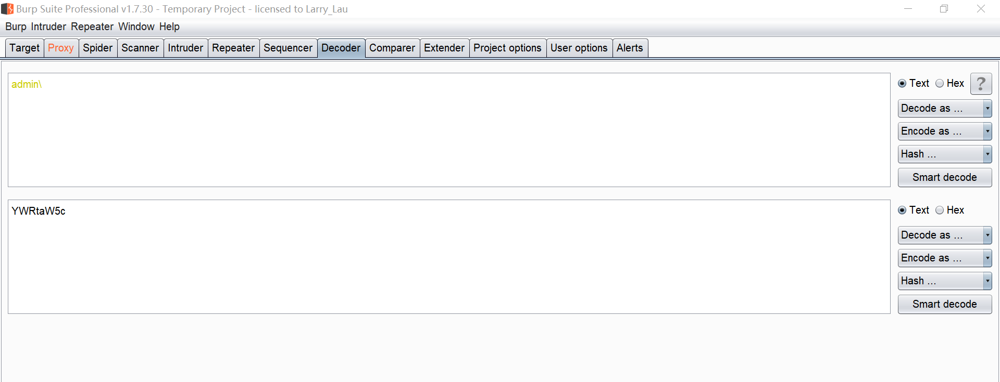 Burp Suite Professional v1.7.30 - Temporary Project - licensed to Larry_Lau
Burp Intruder Repeater Window Help
Target Proxy Spider Scanner Intruder Repeater Sequencer Decoder Comparer Extender Project options User options Alerts
admin\
Text Hex ?
Decode as ...
Encode as ...
Hash ...
Smart decode
YWRtaW5c
Text Hex
Decode as ...
Encode as ...
Hash ...
Smart decode